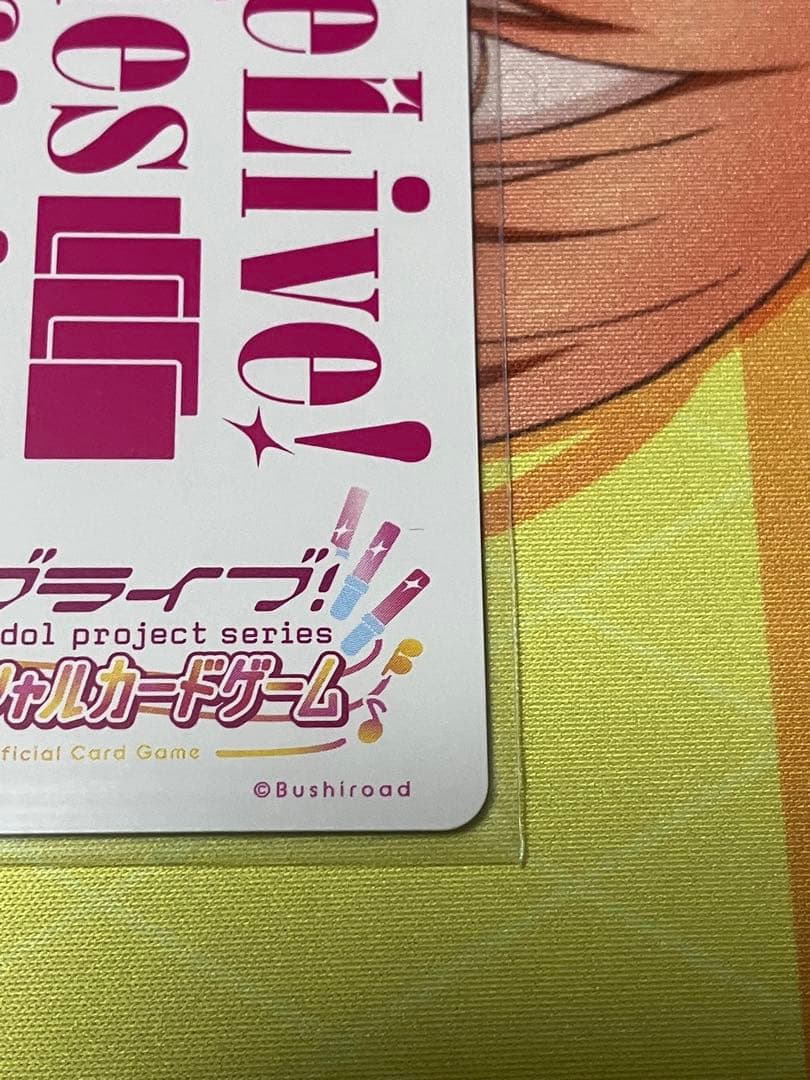 eLive!
es
ブライブ!
dol project series
シャルカードゲーム
fficial Card Game
©Bushiroad